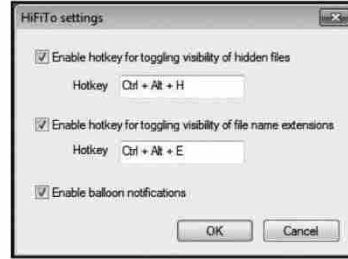 HiFiTo settings
Enable hotkey for toggling visibility of hidden files
Hotkey Ctrl + Alt + H
Enable hotkey for toggling visibility of file name extensions
Hotkey Ctrl + Alt + E
Enable balloon notifications
OK Cancel